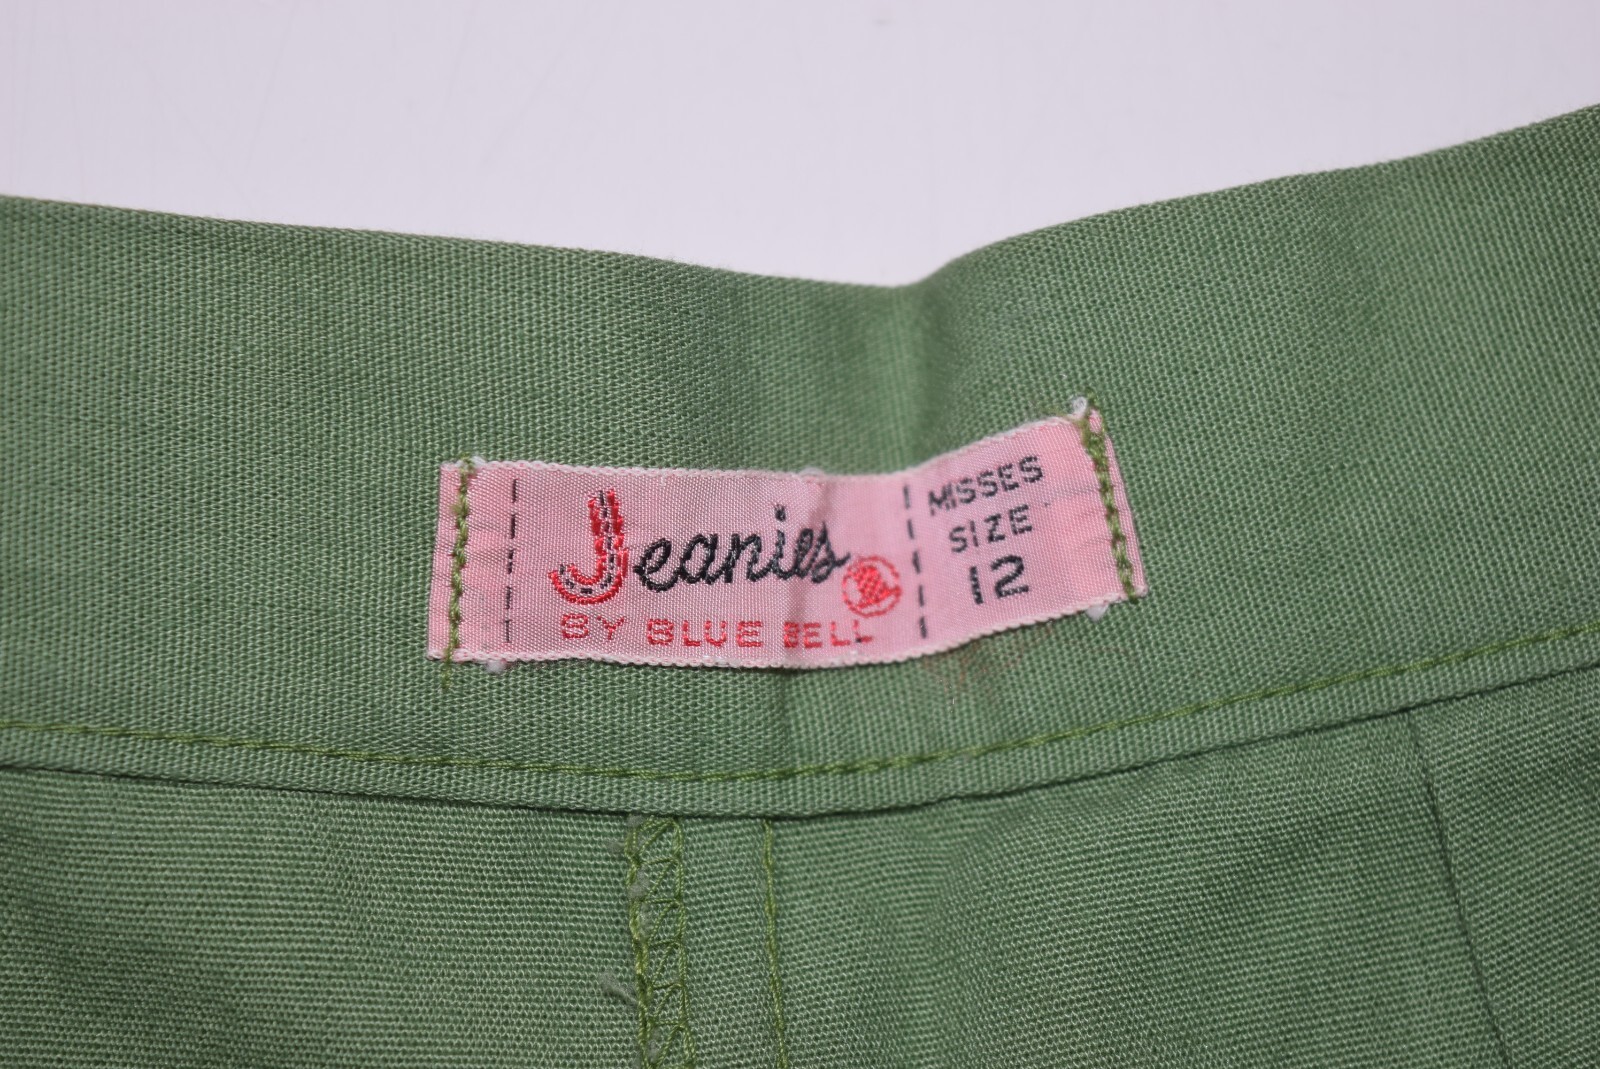 Jeanies
BY BLUE BELL
MISSES
SIZE
12